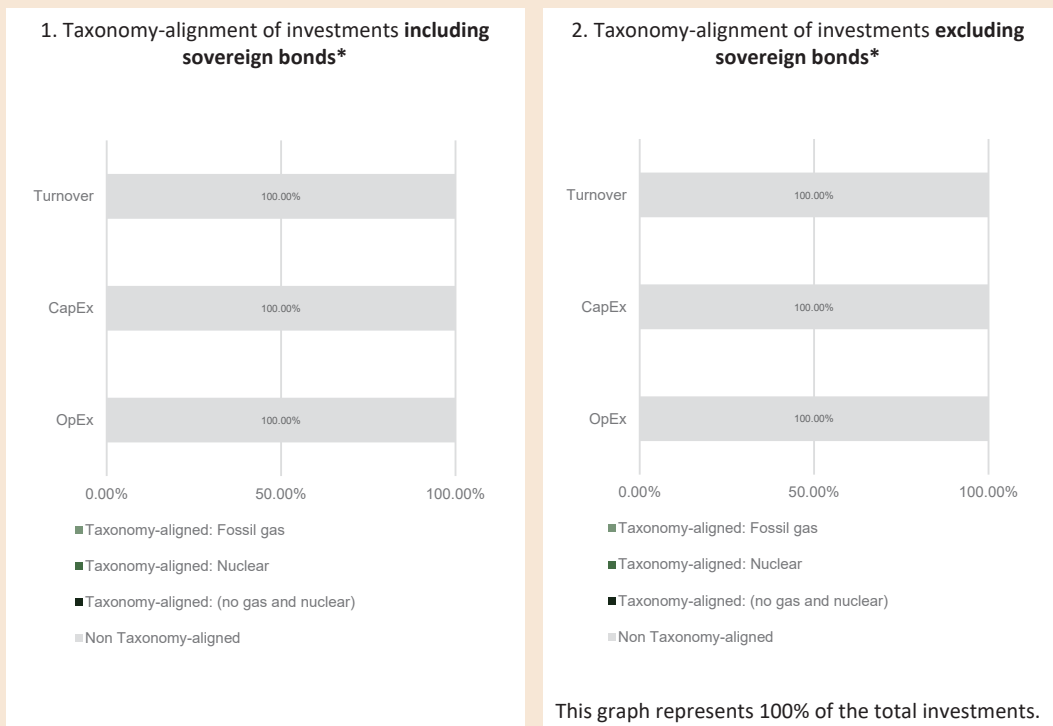 1. Taxonomy-alignment of investments including
sovereign bonds*
Turnover
100.00%
CapEx
100.00%
OpEx
100.00%
0.00%
50.00%
100.00%
Taxonomy-aligned: Fossil gas
Taxonomy-aligned: Nuclear
Taxonomy-aligned: (no gas and nuclear)
Non Taxonomy-aligned
2. Taxonomy-alignment of investments excluding
sovereign bonds*
Turnover
100.00%
CapEx
100.00%
OpEx
100.00%
0.00%
50.00%
100.00%
Taxonomy-aligned: Fossil gas
Taxonomy-aligned: Nuclear
Taxonomy-aligned: (no gas and nuclear)
Non Taxonomy-aligned
This graph represents 100% of the total investments.